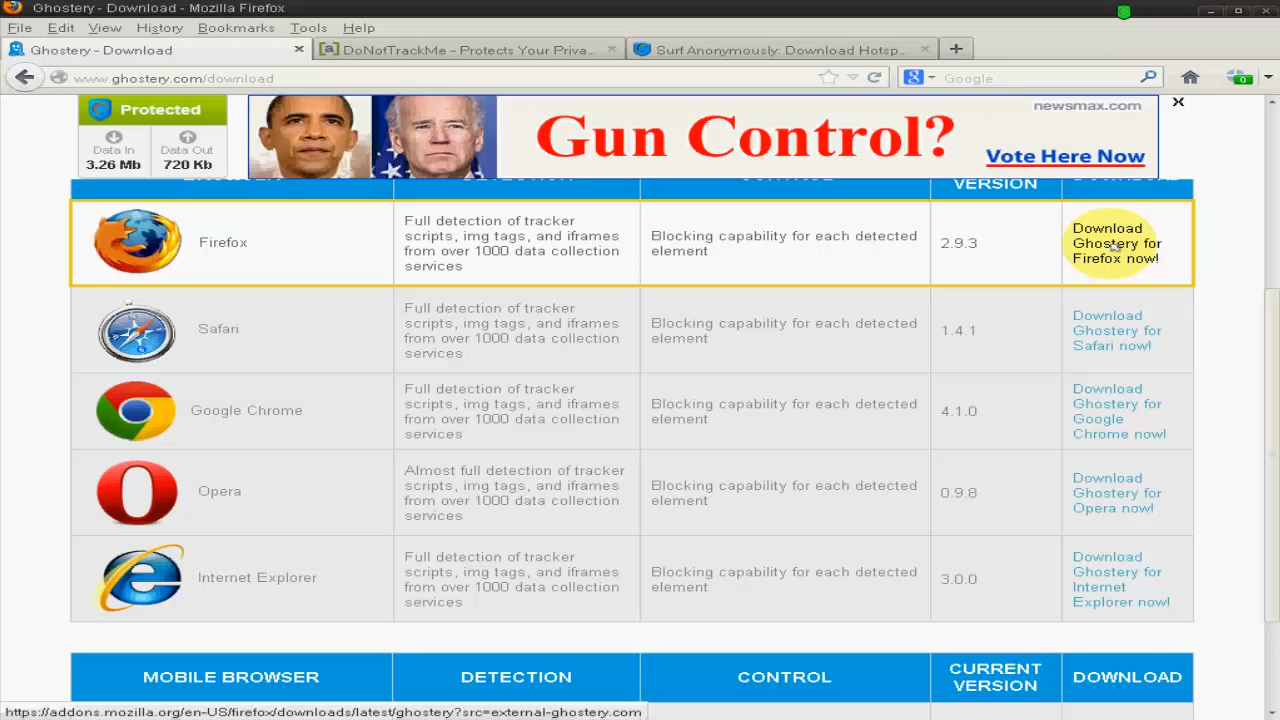 Ghostery - Download - Mozilla Firefox
File Edit View History Bookmarks Tools Help
Ghostery - Download
DoNotTrackMe - Protects Your Priva...
Surf Anonymously: Download Hotsp...
www.ghostery.com/download
Google
Protected
Data In
3.26 Mb
Data Out
720 Kb
newsmax.com
Gun Control?
Vote Here Now
VERSION
Firefox
Full detection of tracker
scripts, img tags, and iframes
from over 1000 data collection
services
Blocking capability for each detected
element
2.9.3
Download
Ghostery for
Firefox now!
Safari
Full detection of tracker
scripts, img tags, and iframes
from over 1000 data collection
services
Blocking capability for each detected
element
1.4.1
Download
Ghostery for
Safari now!
Google Chrome
Full detection of tracker
scripts, img tags, and iframes
from over 1000 data collection
services
Blocking capability for each detected
element
4.1.0
Download
Ghostery for
Google
Chrome now!
Opera
Almost full detection of tracker
scripts, img tags, and iframes
from over 1000 data collection
services
Blocking capability for each detected
element
0.9.8
Download
Ghostery for
Opera now!
Internet Explorer
Full detection of tracker
scripts, img tags, and iframes
from over 1000 data collection
services
Blocking capability for each detected
element
3.0.0
Download
Ghostery for
Internet
Explorer now!
MOBILE BROWSER
DETECTION
CONTROL
CURRENT
VERSION
DOWNLOAD
https://addons.mozilla.org/en-US/firefox/downloads/latest/ghostery?src=external-ghostery.com